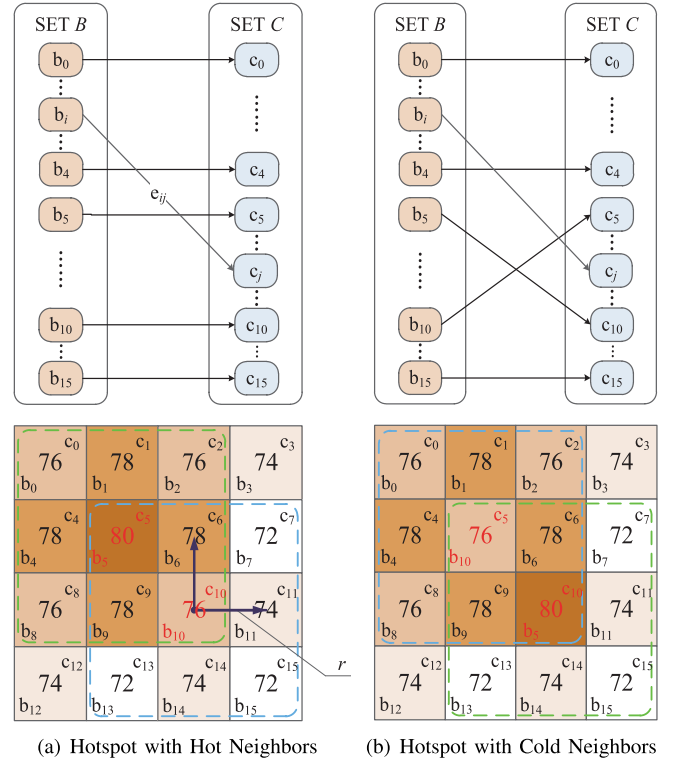 SET B SET C
b0 c0
bi
b4 c4
eij
b5 c5
cj
b10 c10
b15 c15
SET B SET C
b0 c0
bi
b4 c4
b5 c5
cj
b10 c10
b15 c15
c0 c1 c2 c3
76 78 76 74
b0 b1 b2 b3
c4 c5 c6 c7
78 80 78 72
b4 b5 b6 b7
c8 c9 c10 c11
76 78 76 74
b8 b9 b10 b11
c12 c13 c14 c15
74 72 74 72
b12 b13 b14 b15
r
c0 c1 c2 c3
76 78 76 74
b0 b1 b2 b3
c4 c5 c6 c7
78 76 78 72
b4 b10 b6 b7
c8 c9 c10 c11
76 78 80 74
b8 b9 b5 b11
c12 c13 c14 c15
74 72 74 72
b12 b13 b14 b15
(a) Hotspot with Hot Neighbors
(b) Hotspot with Cold Neighbors